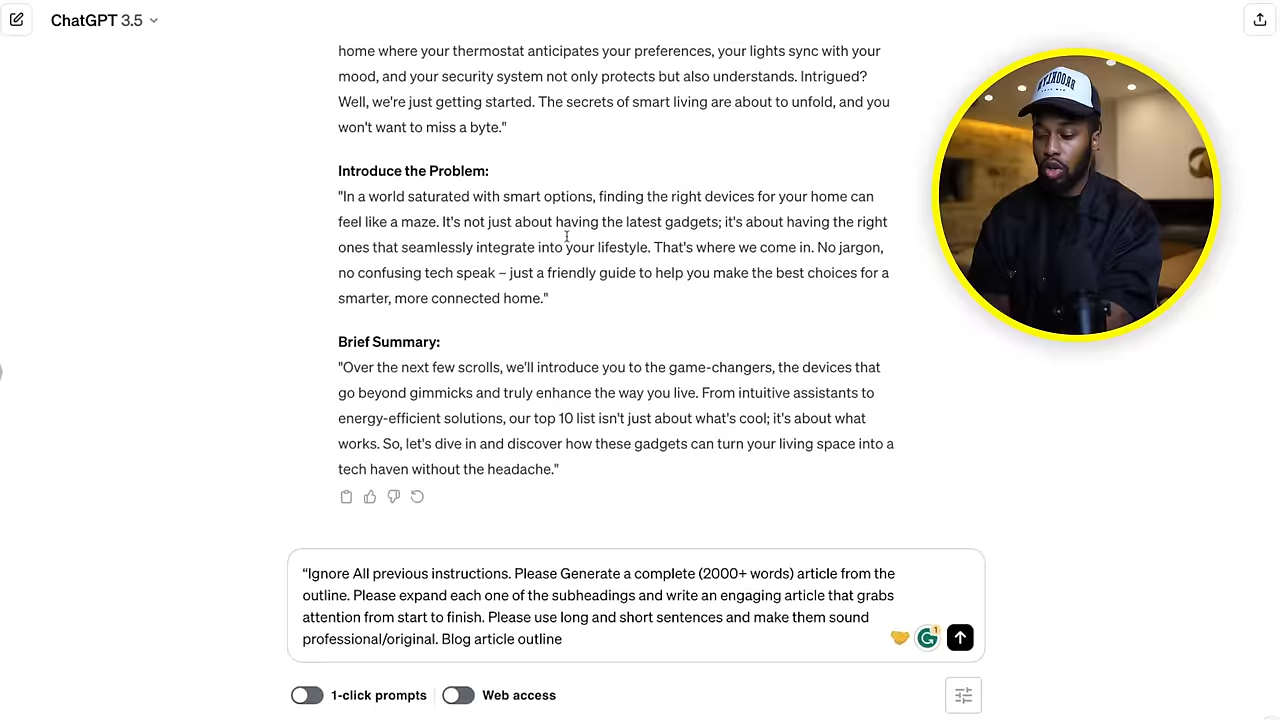 ChatGPT 3.5
home where your thermostat anticipates your preferences, your lights sync with your
mood, and your security system not only protects but also understands. Intrigued?
Well, we're just getting started. The secrets of smart living are about to unfold, and you
won't want to miss a byte."
Introduce the Problem:
"In a world saturated with smart options, finding the right devices for your home can
feel like a maze. It's not just about having the latest gadgets; it's about having the right
ones that seamlessly integrate into your lifestyle. That's where we come in. No jargon,
no confusing tech speak – just a friendly guide to help you make the best choices for a
smarter, more connected home."
Brief Summary:
"Over the next few scrolls, we'll introduce you to the game-changers, the devices that
go beyond gimmicks and truly enhance the way you live. From intuitive assistants to
energy-efficient solutions, our top 10 list isn't just about what's cool; it's about what
works. So, let's dive in and discover how these gadgets can turn your living space into a
tech haven without the headache."
“Ignore All previous instructions. Please Generate a complete (2000+ words) article from the
outline. Please expand each one of the subheadings and write an engaging article that grabs
attention from start to finish. Please use long and short sentences and make them sound
professional/original. Blog article outline
1
1-click prompts
Web access